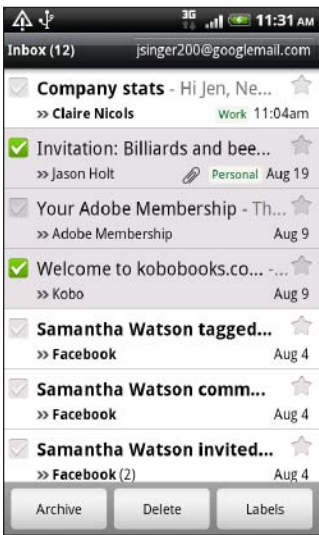 3G 11:31 AM
Inbox (12) jsinger200@googlemail.com
Company stats - Hi Jen, Ne...
» Claire Nicols Work 11:04am
Invitation: Billiards and bee...
» Jason Holt Personal Aug 19
Your Adobe Membership - Th...
» Adobe Membership Aug 9
Welcome to kobobooks.co... -...
» Kobo Aug 9
Samantha Watson tagged...
» Facebook Aug 4
Samantha Watson comm...
» Facebook Aug 4
Samantha Watson invited...
» Facebook (2) Aug 4
Archive Delete Labels